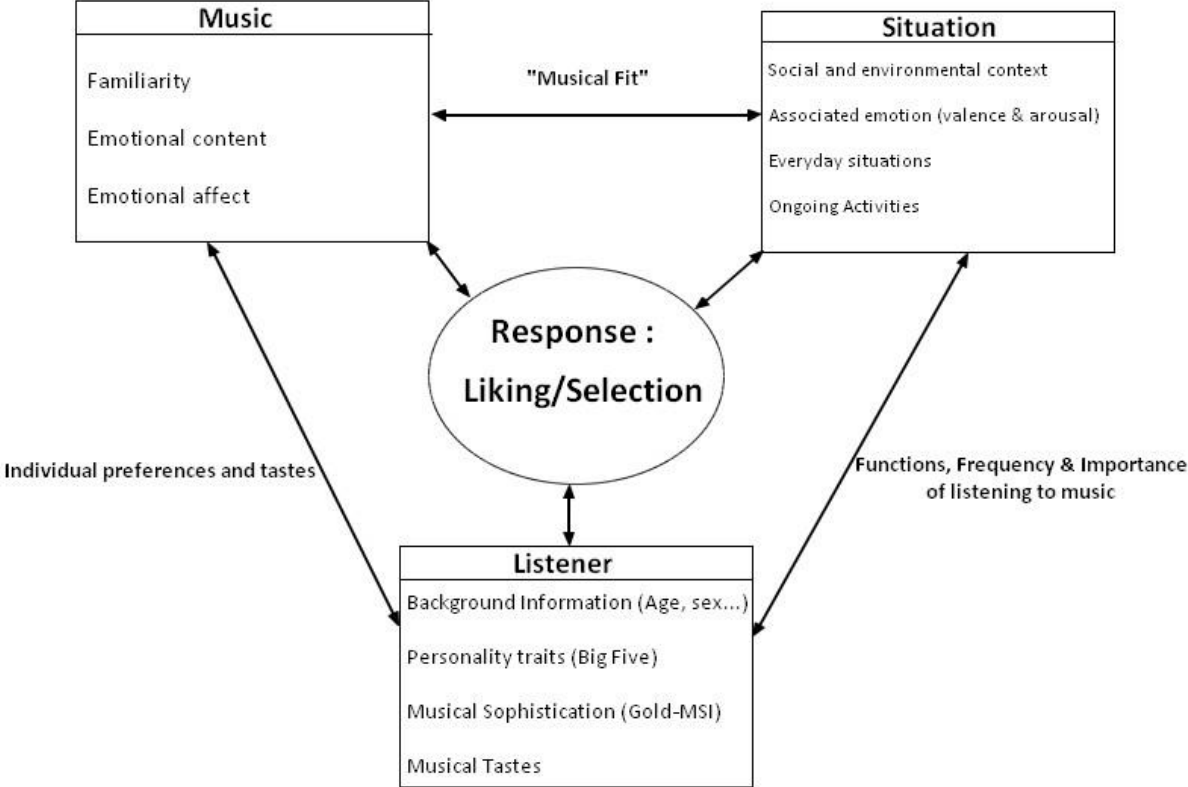 Music
Familiarity
Emotional content
Emotional affect
"Musical Fit"
Situation
Social and environmental context
Associated emotion (valence & arousal)
Everyday situations
Ongoing Activities
Response :
Liking/Selection
Individual preferences and tastes
Functions, Frequency & Importance
of listening to music
Listener
Background Information (Age, sex...)
Personality traits (Big Five)
Musical Sophistication (Gold-MSI)
Musical Tastes